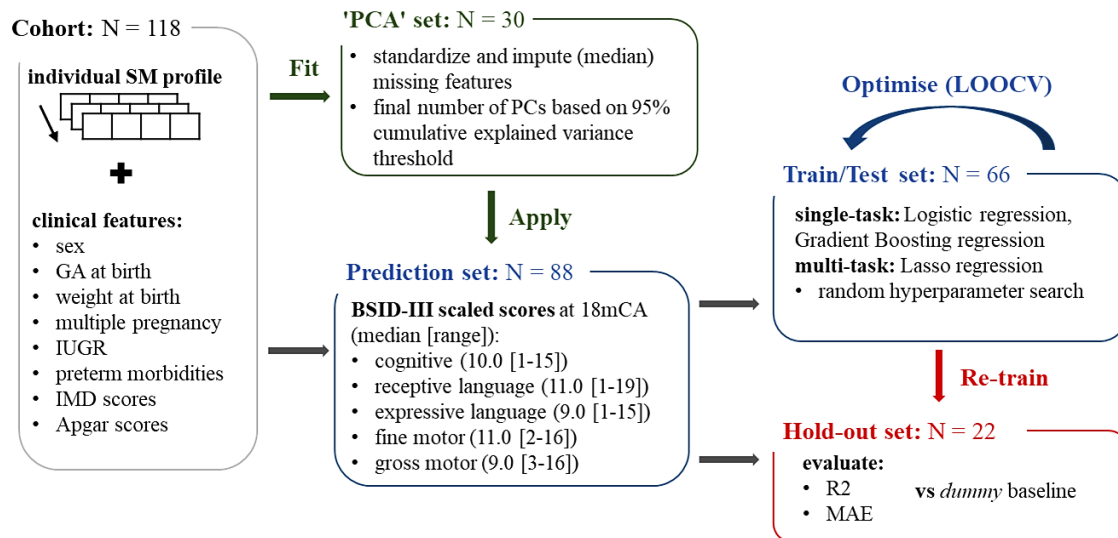 Cohort: N = 118
individual SM profile
clinical features:
• sex
• GA at birth
• weight at birth
• multiple pregnancy
• IUGR
• preterm morbidities
• IMD scores
• Apgar scores
Fit
'PCA' set: N = 30
• standardize and impute (median)
missing features
• final number of PCs based on 95%
cumulative explained variance
threshold
Apply
Prediction set: N = 88
BSID-III scaled scores at 18mCA
(median [range]):
• cognitive (10.0 [1-15])
• receptive language (11.0 [1-19])
• expressive language (9.0 [1-15])
• fine motor (11.0 [2-16])
• gross motor (9.0 [3-16])
Optimise (LOOCV)
Train/Test set: N = 66
single-task: Logistic regression,
Gradient Boosting regression
multi-task: Lasso regression
• random hyperparameter search
Re-train
Hold-out set: N = 22
evaluate:
• R2
• MAE
vs dummy baseline